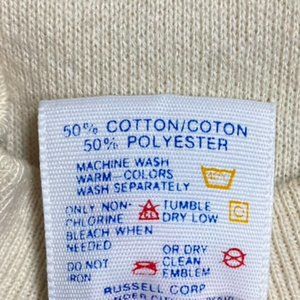 50% COTTON/COTON
50% POLYESTER
MACHINE WASH
WARM-COLORS
WASH SEPARATELY
ONLY NON- TUMBLE
CHLORINE DRY LOW
BLEACH WHEN
NEEDED OR DRY
DO NOT CLEAN
IRON EMBLEM
RUSSELL CORP